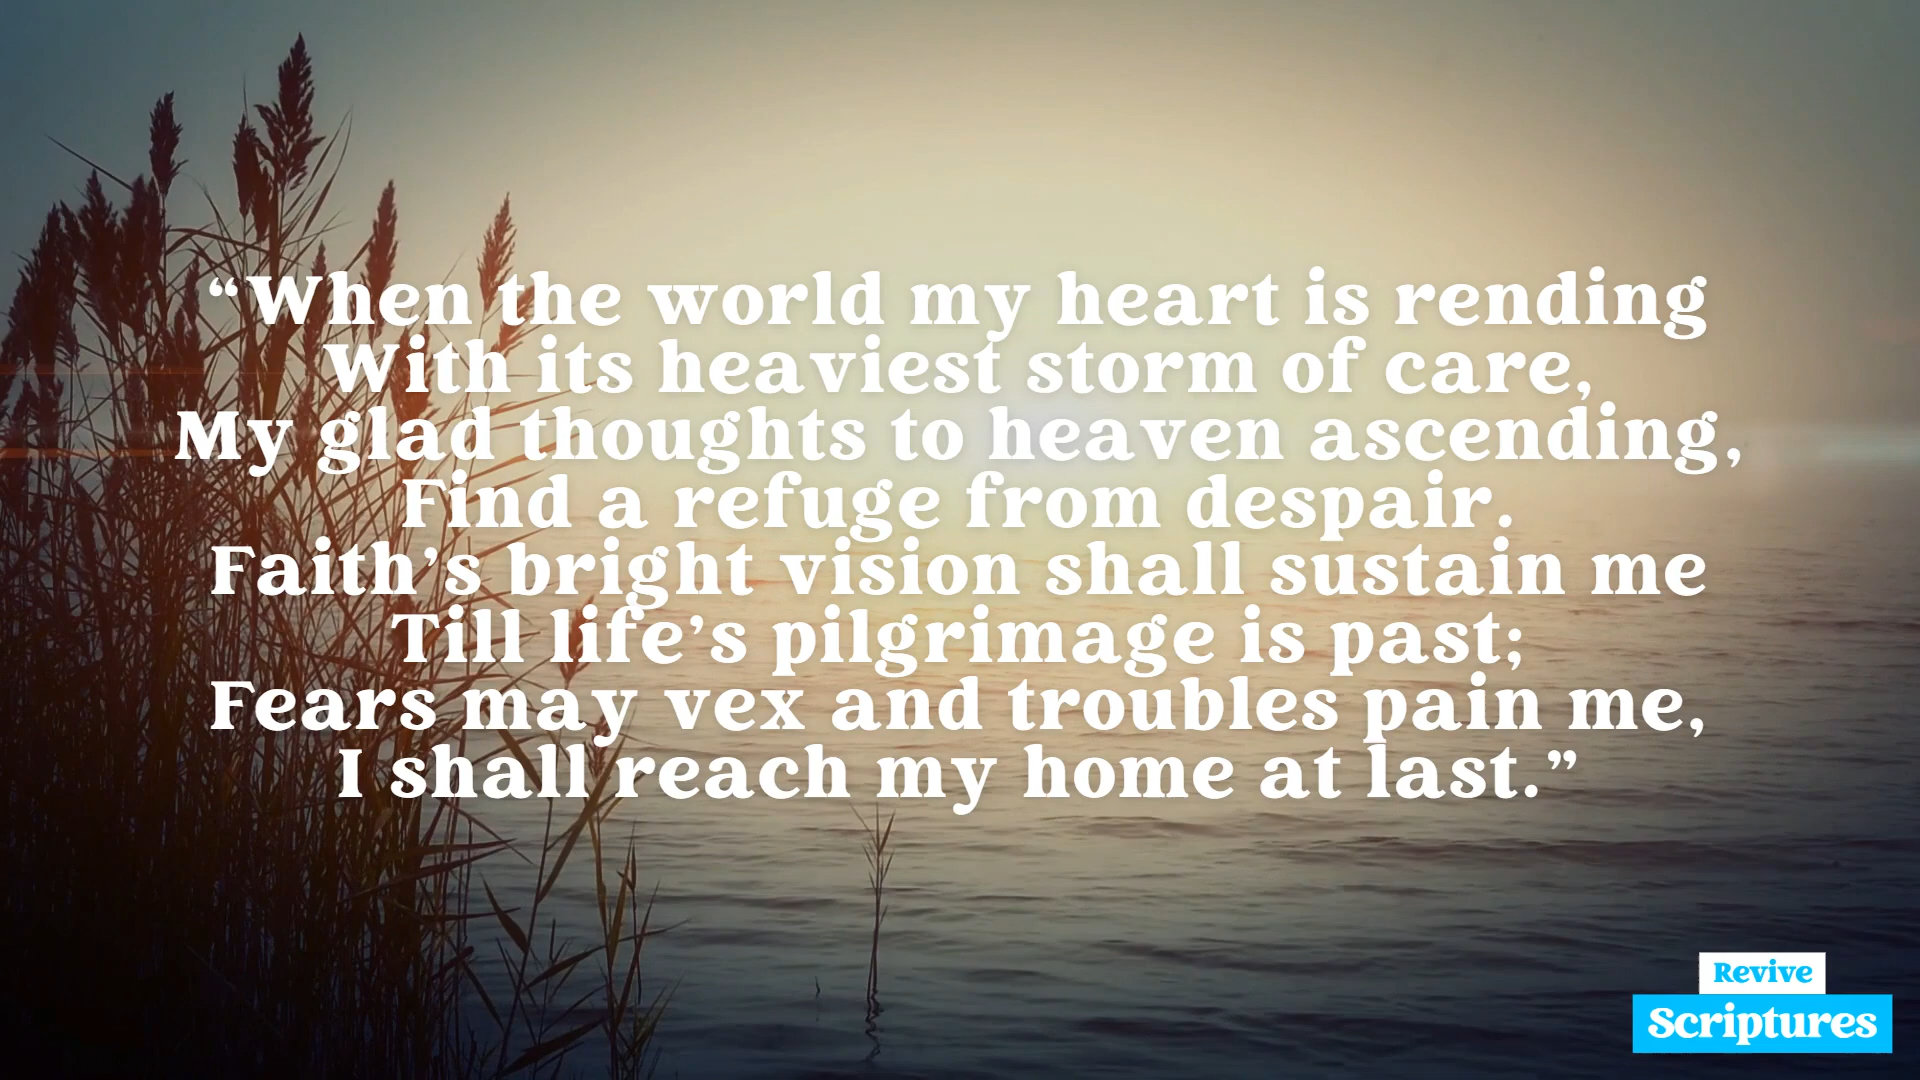 “When the world my heart is rending
With its heaviest storm of care,
My glad thoughts to heaven ascending,
Find a refuge from despair.
Faith’s bright vision shall sustain me
Till life’s pilgrimage is past;
Fears may vex and troubles pain me,
I shall reach my home at last.”
Revive
Scriptures